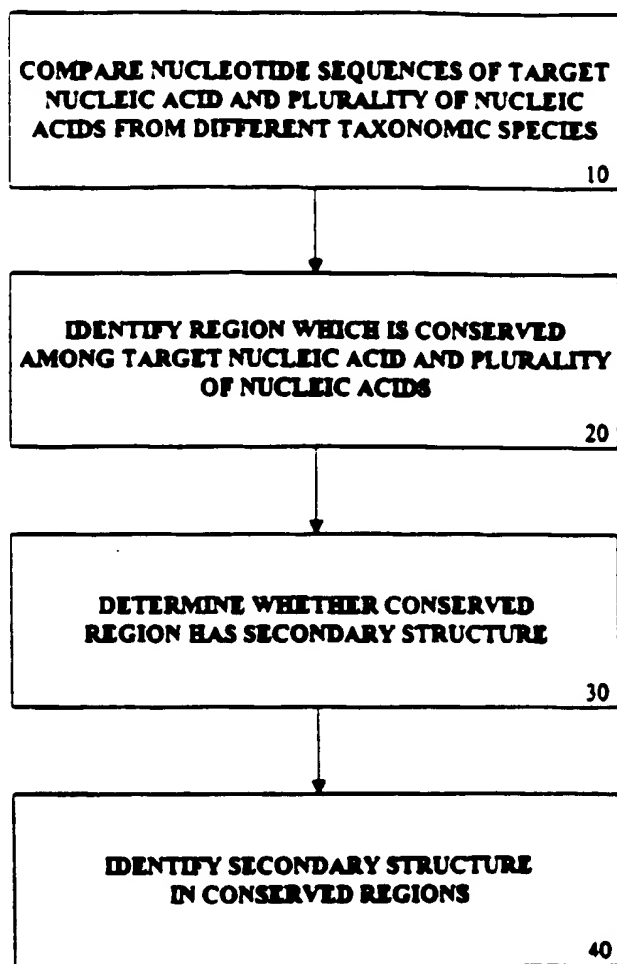 COMPARE NUCLEOTIDE SEQUENCES OF TARGET
NUCLEIC ACID AND PLURALITY OF NUCLEIC
ACIDS FROM DIFFERENT TAXONOMIC SPECIES
10
IDENTIFY REGION WHICH IS CONSERVED
AMONG TARGET NUCLEIC ACID AND PLURALITY
OF NUCLEIC ACIDS
20
DETERMINE WHETHER CONSERVED
REGION HAS SECONDARY STRUCTURE
30
IDENTIFY SECONDARY STRUCTURE
IN CONSERVED REGIONS
40